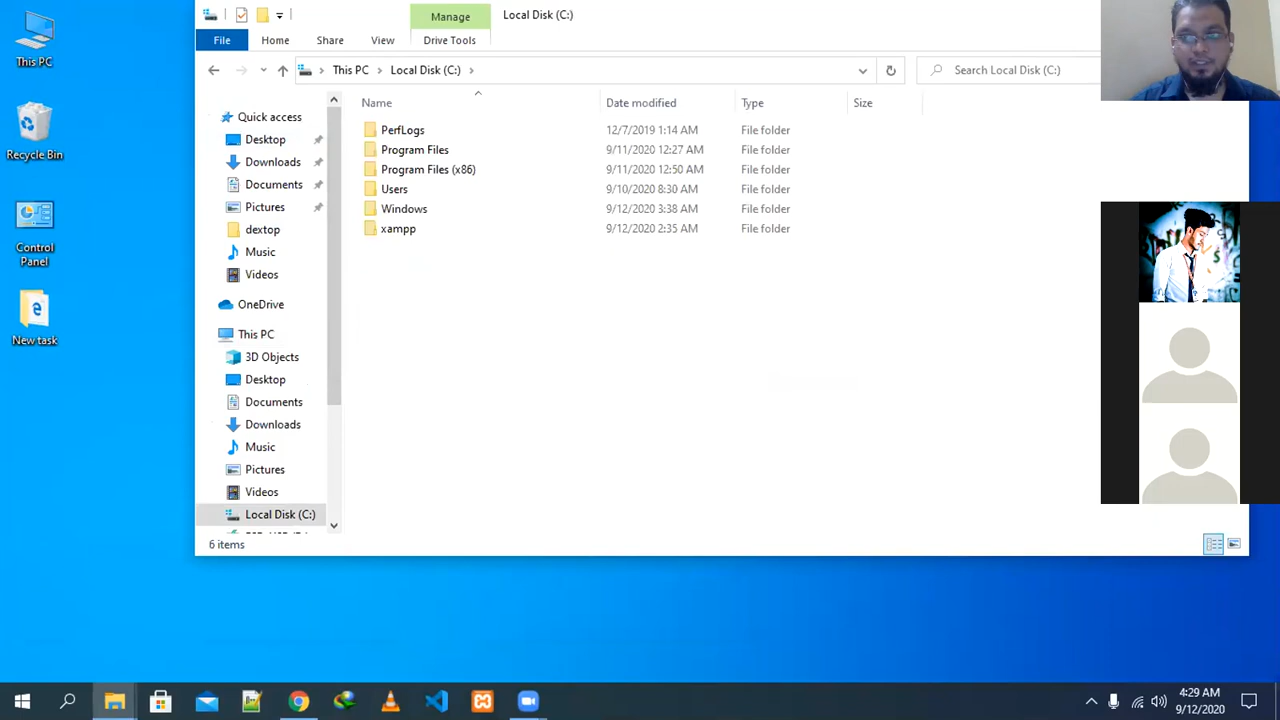 This PC
Recycle Bin
Control
Panel
New task
Manage
Local Disk (C:)
File
Home
Share
View
Drive Tools
This PC
Local Disk (C:)
Search Local Disk (C:)
Name
Date modified
Type
Size
PerfLogs 12/7/2019 1:14 AM File folder
Program Files 9/11/2020 12:27 AM File folder
Program Files (x86) 9/11/2020 12:50 AM File folder
Users 9/10/2020 8:30 AM File folder
Windows 9/12/2020 3:38 AM File folder
xampp 9/12/2020 2:35 AM File folder
Quick access
Desktop
Downloads
Documents
Pictures
dextop
Music
Videos
OneDrive
This PC
3D Objects
Desktop
Documents
Downloads
Music
Pictures
Videos
Local Disk (C:)
6 items
4:29 AM
9/12/2020